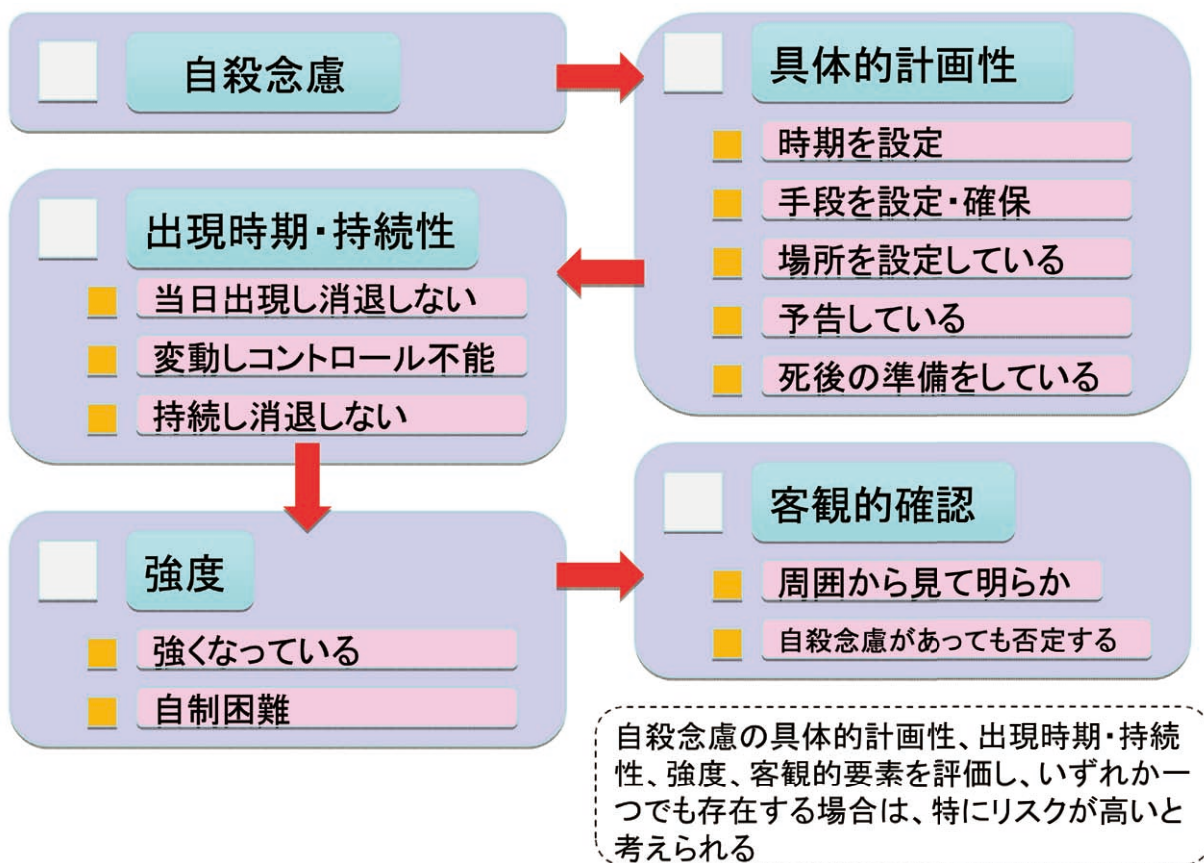 自殺念慮
具体的計画性
時期を設定
手段を設定・確保
場所を設定している
予告している
死後の準備をしている
出現時期・持続性
当日出現し消退しない
変動しコントロール不能
持続し消退しない
強度
強くなっている
自制困難
客観的確認
周囲から見て明らか
自殺念慮があっても否定する
自殺念慮の具体的計画性、出現時期・持続
性、強度、客観的要素を評価し、いずれか一
つでも存在する場合は、特にリスクが高いと
考えられる